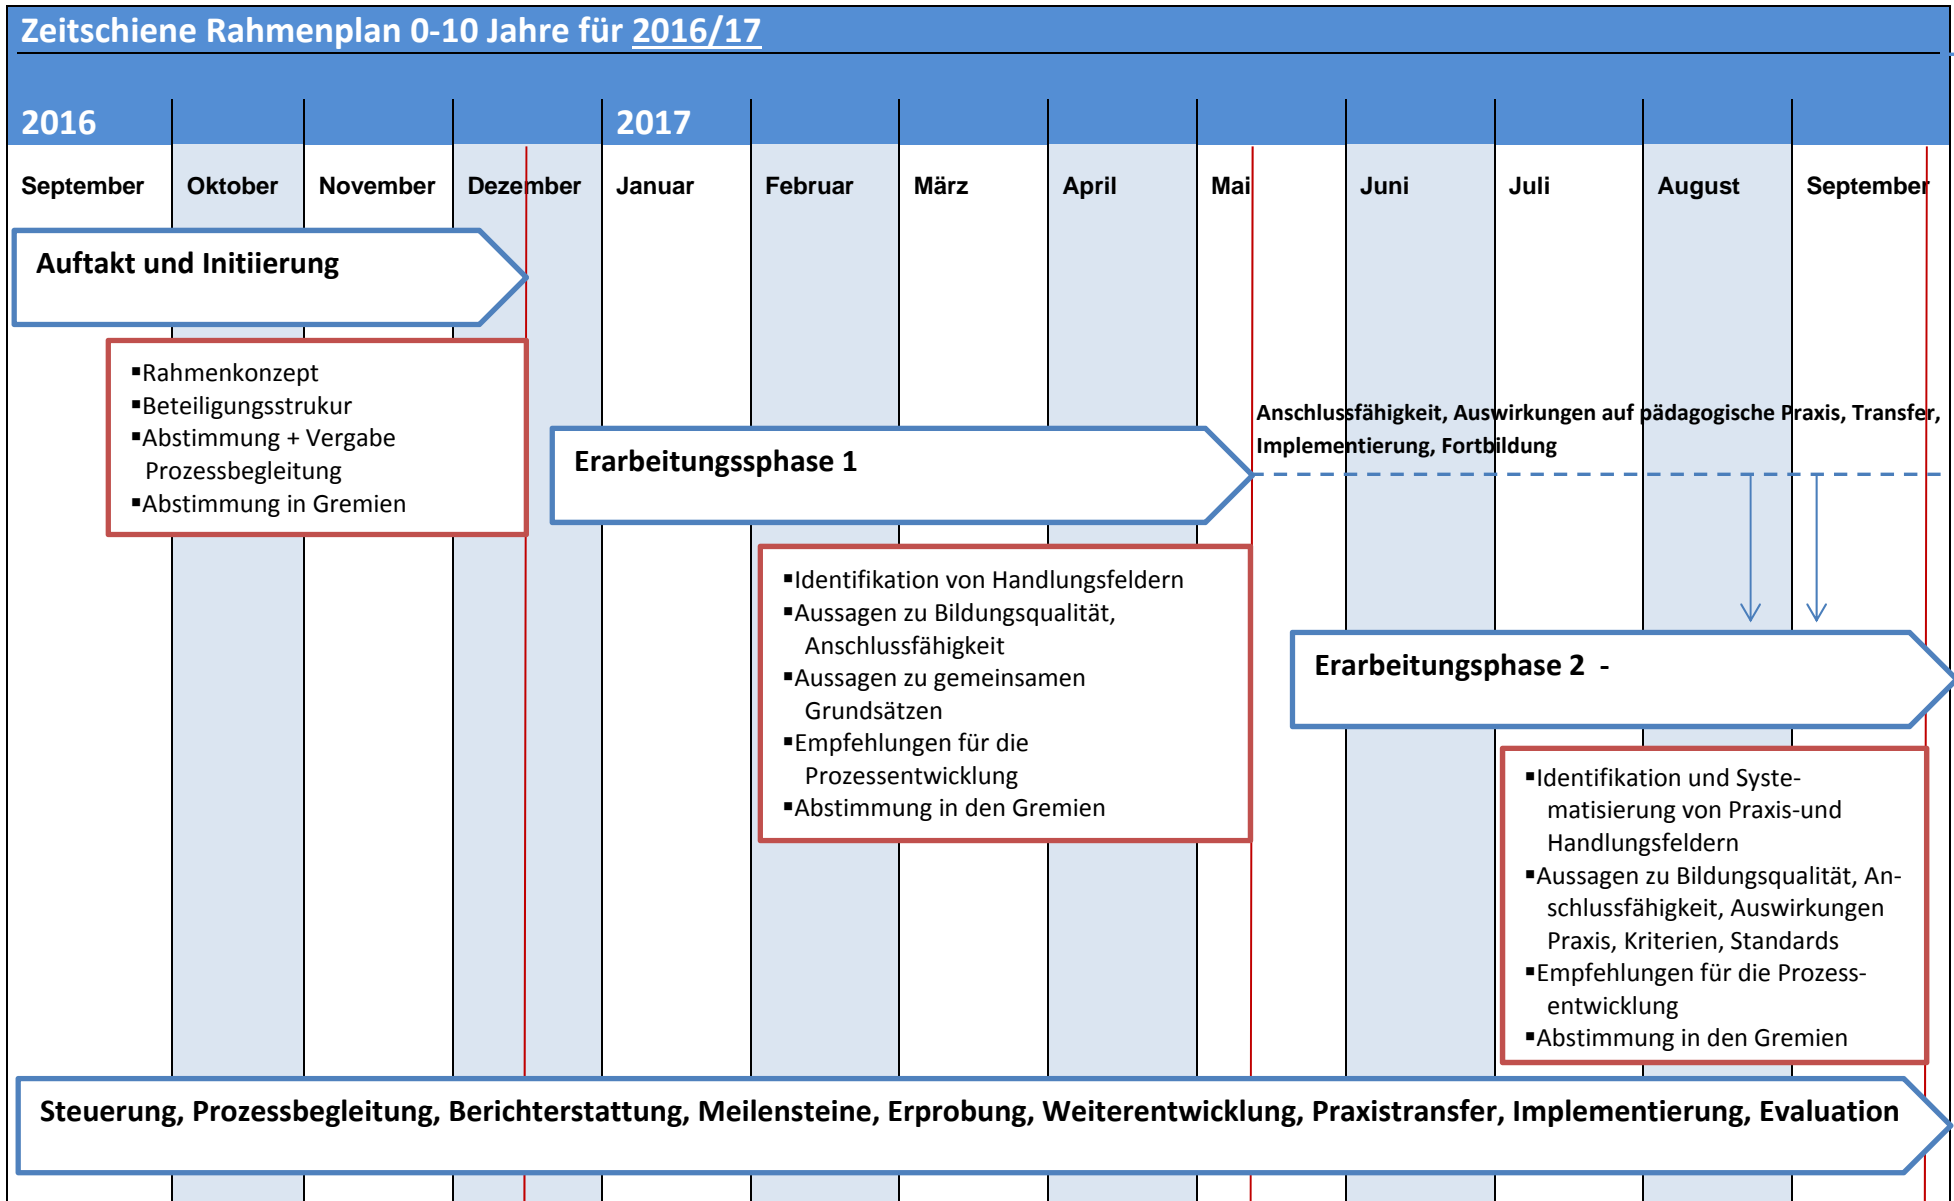 Zeitschiene Rahmenplan 0-10 Jahre für 2016/17
2016
2017
September
Oktober
November
Dezember
Januar
Februar
März
April
Mai
Juni
Juli
August
September
Auftakt und Initiierung
▪Rahmenkonzept
▪Beteiligungsstrukur
▪Abstimmung + Vergabe
Prozessbegleitung
▪Abstimmung in Gremien
Erarbeitungssphase 1
▪Identifikation von Handlungsfeldern
▪Aussagen zu Bildungsqualität,
Anschlussfähigkeit
▪Aussagen zu gemeinsamen
Grundsätzen
▪Empfehlungen für die
Prozessentwicklung
▪Abstimmung in den Gremien
Anschlussfähigkeit, Auswirkungen auf pädagogische Praxis, Transfer,
Implementierung, Fortbildung
Erarbeitungsphase 2 -
▪Identifikation und Syste-
matisierung von Praxis-und
Handlungsfeldern
▪Aussagen zu Bildungsqualität, An-
schlussfähigkeit, Auswirkungen
Praxis, Kriterien, Standards
▪Empfehlungen für die Prozess-
entwicklung
▪Abstimmung in den Gremien
Steuerung, Prozessbegleitung, Berichterstattung, Meilensteine, Erprobung, Weiterentwicklung, Praxistransfer, Implementierung, Evaluation